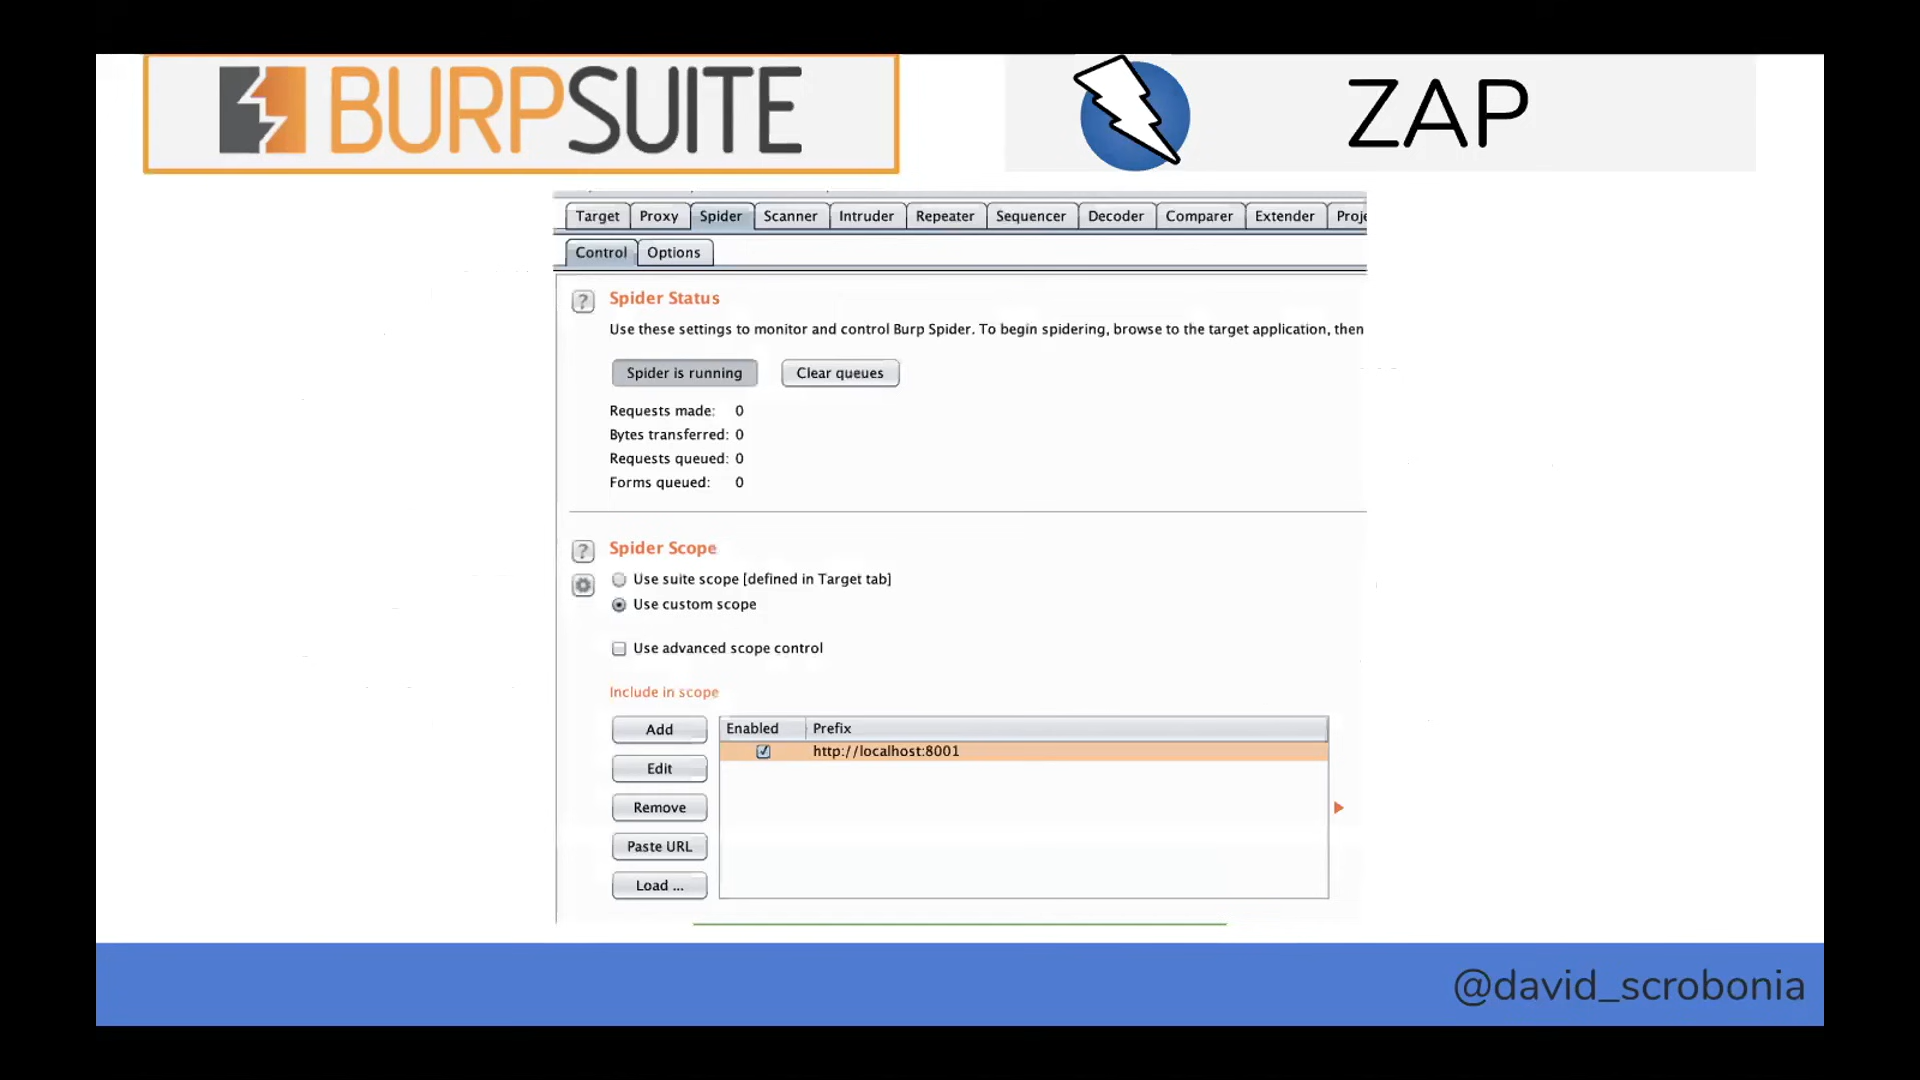 BURPSUITE
ZAP
Target Proxy Spider Scanner Intruder Repeater Sequencer Decoder Comparer Extender Proje
Control Options
Spider Status
Use these settings to monitor and control Burp Spider. To begin spidering, browse to the target application, then
Spider is running Clear queues
Requests made: 0
Bytes transferred: 0
Requests queued: 0
Forms queued: 0
Spider Scope
Use suite scope [defined in Target tab]
Use custom scope
Use advanced scope control
Include in scope
Add
Enabled Prefix
http://localhost:8001
Edit
Remove
Paste URL
Load ...
@david_scrobonia